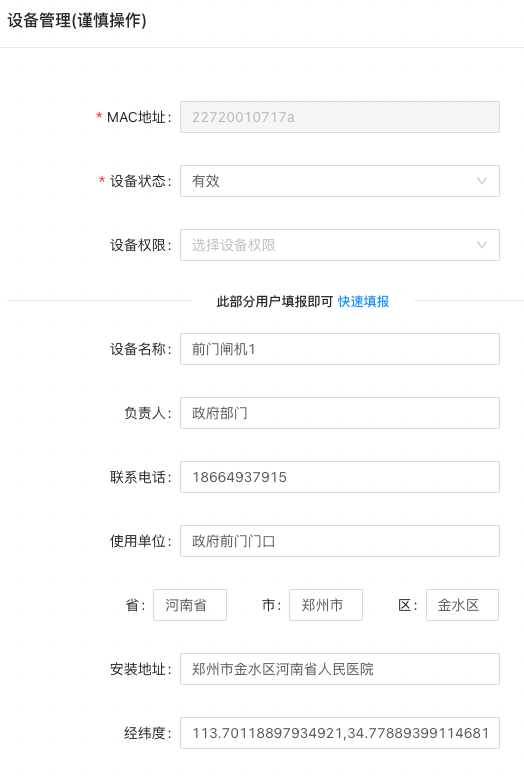 设备管理(谨慎操作)
* MAC地址: 22720010717a
* 设备状态: 有效
设备权限: 选择设备权限
此部分用户填报即可 快速填报
设备名称: 前门闸机1
负责人: 政府部门
联系电话: 18664937915
使用单位: 政府前门门口
省: 河南省 市: 郑州市 区: 金水区
安装地址: 郑州市金水区河南省人民医院
经纬度: 113.70118897934921,34.77889399114681